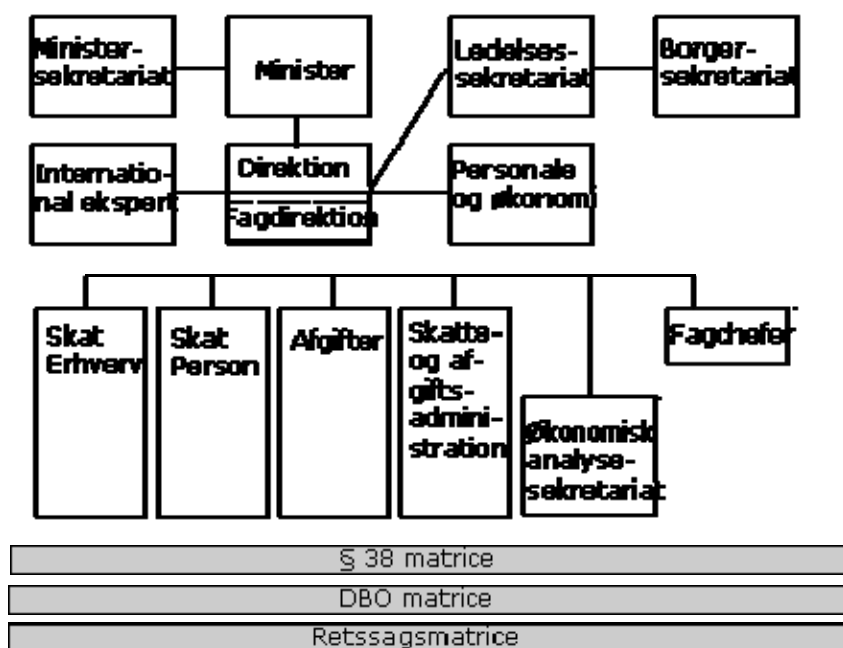 Minister-
sekretariat
Minister
Ledelses-
sekretariat
Borger-
sekretariat
Internatio-
nal ekspert
Direktion
Fagdirektion
Personale
og økonomi
Skat
Erhverv
Skat
Person
Afgifter
Skatte-
og af-
gifts-
admini-
stration
Økonomisk
analyse-
sekretariat
Fagchefer
§ 38 matrice
DBO matrice
Retssagsmatrice